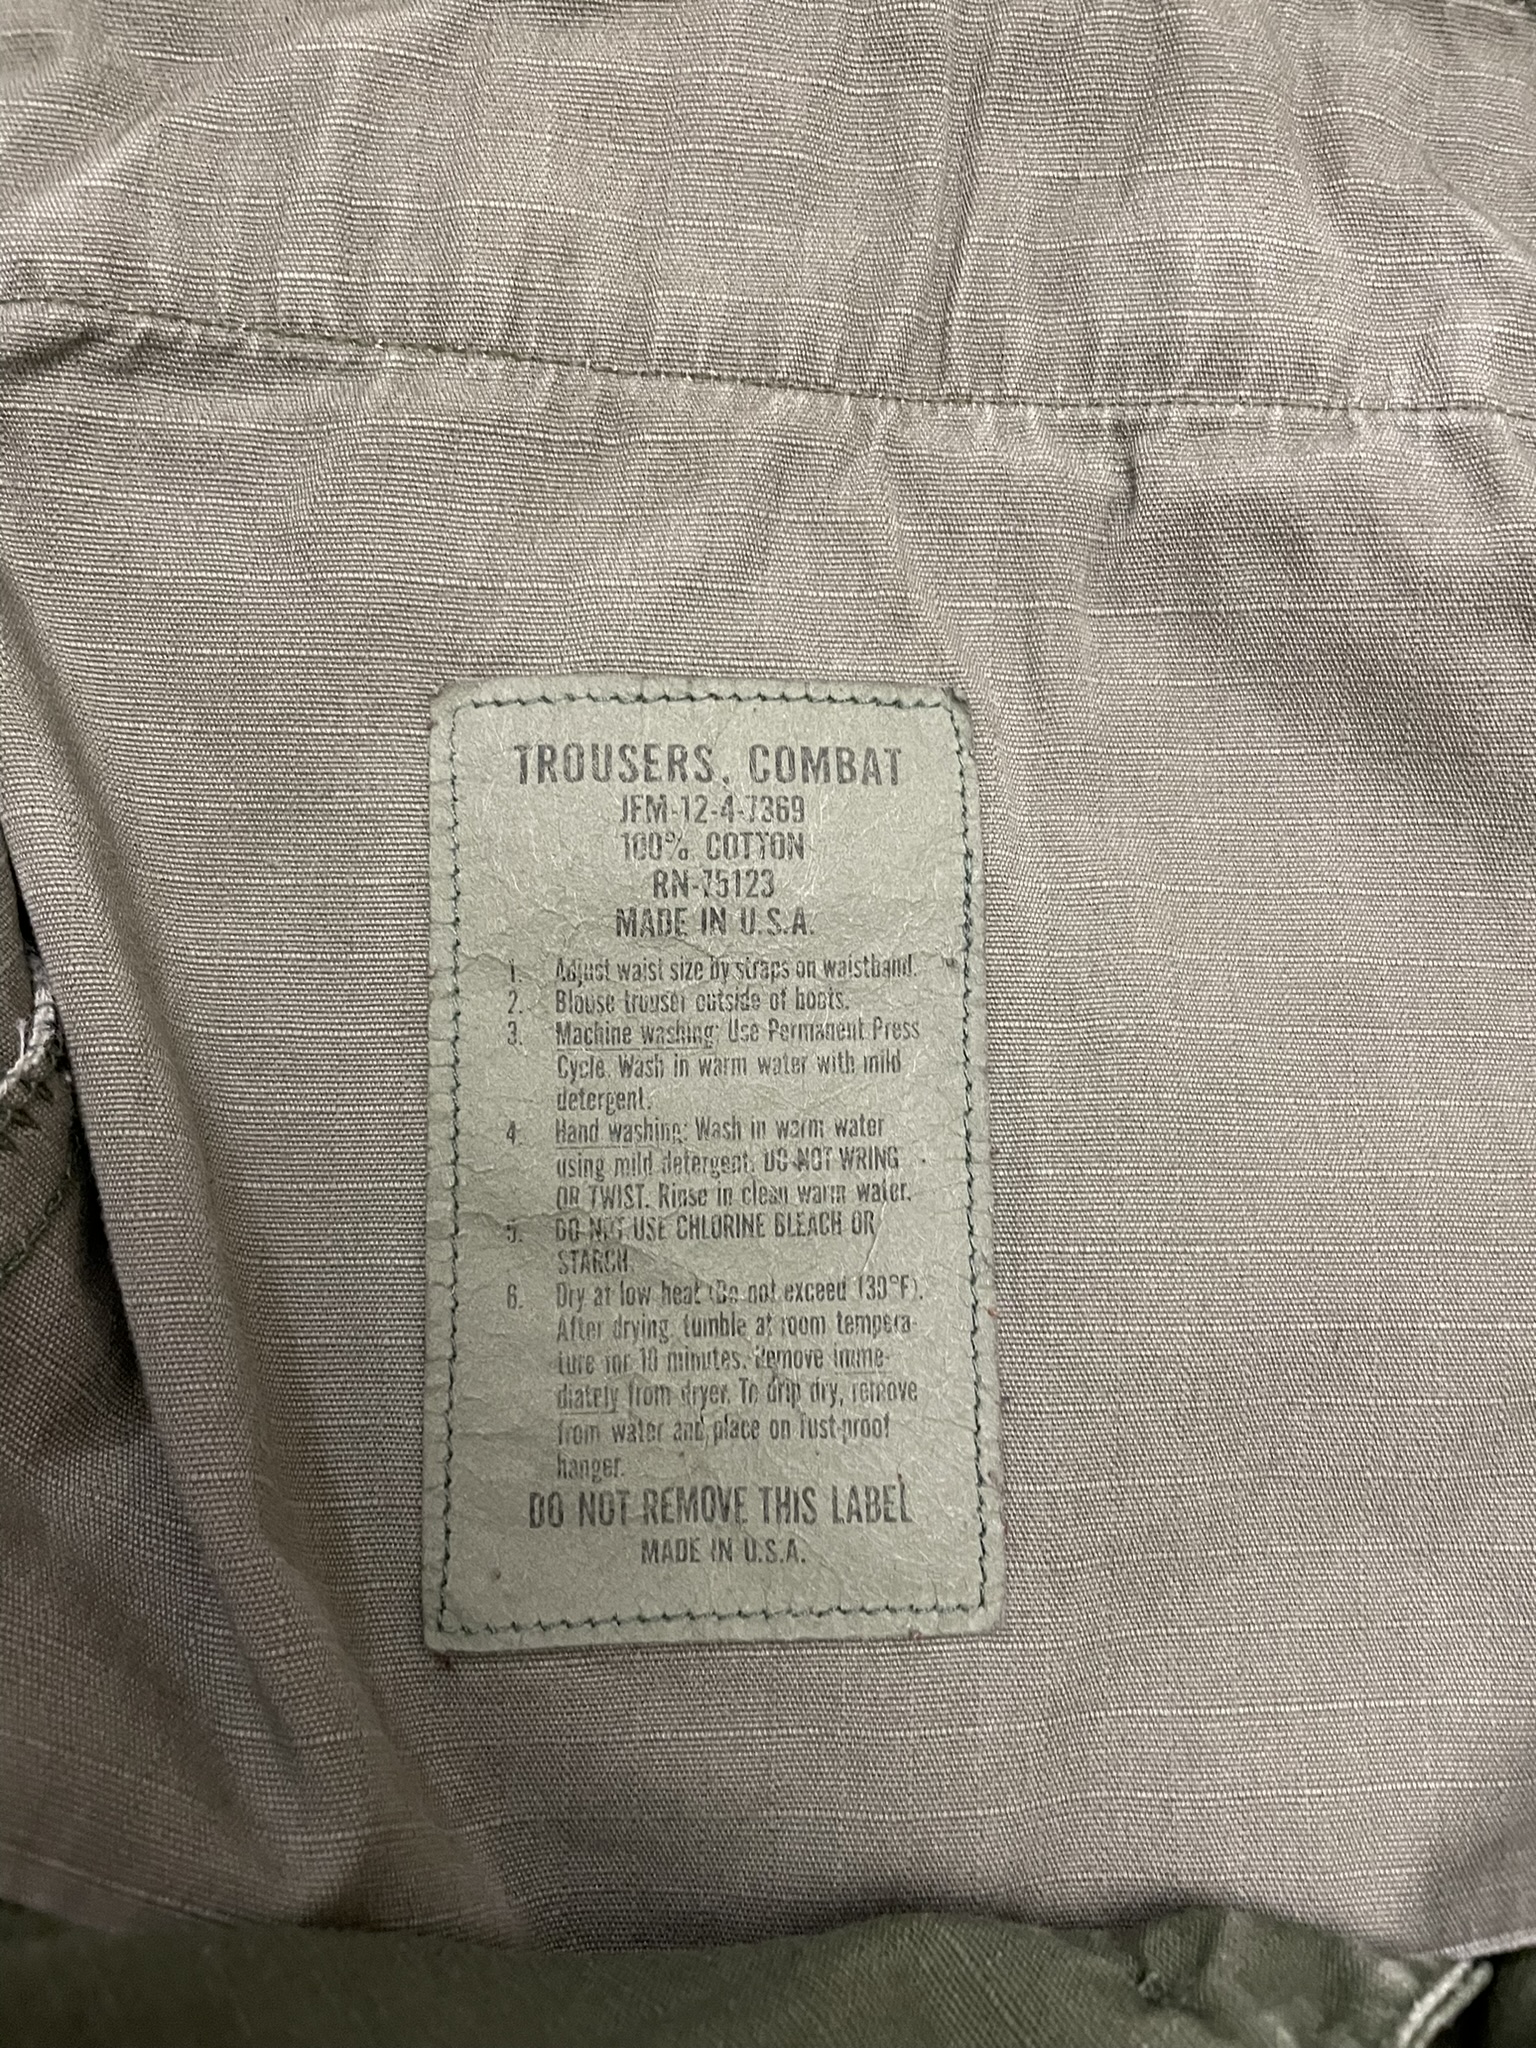 TROUSERS, COMBAT
JFM-12-4-7369
100% COTTON
RN-75123
MADE IN U.S.A.
1. Adjust waist size by straps on waistband.
2. Blouse trouser outside of boots.
3. Machine washing: Use Permanent Press
Cycle. Wash in warm water with mild
detergent.
4. Hand washing: Wash in warm water
using mild detergent. DO NOT WRING
OR TWIST. Rinse in clean warm water.
5. DO NOT USE CHLORINE BLEACH OR
STARCH.
6. Dry at low heat (Do not exceed 130°F).
After drying, tumble at room tempera-
ture for 10 minutes. Remove imme-
diately from dryer. To drip dry, remove
from water and place on rust-proof
hanger.
DO NOT REMOVE THIS LABEL
MADE IN U.S.A.